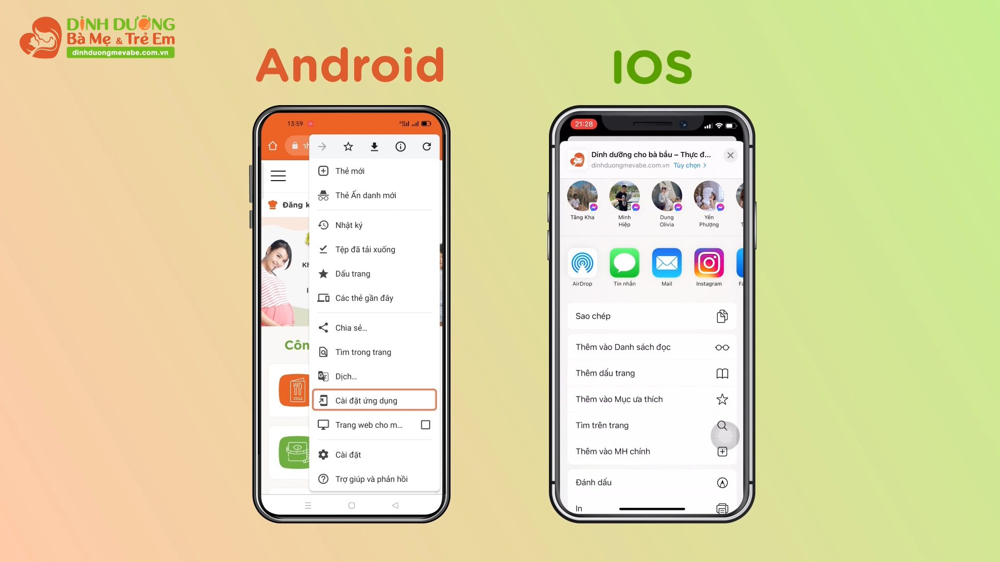 DINH DƯỠNG
Bà Mẹ & Trẻ Em
dinhduongmevabe.com.vn
Android
IOS
13:59
Đăng k
Kh
Côn
Thẻ mới
Thẻ Ẩn danh mới
Nhật ký
Tệp đã tải xuống
Dấu trang
Các thẻ gần đây
Chia sẻ...
Tìm trong trang
Dịch...
Cài đặt ứng dụng
Trang web cho m...
Cài đặt
Trợ giúp và phản hồi
21:28
Dinh dưỡng cho bà bầu – Thực đ...
dinhduongmevabe.com.vn Tùy chọn >
Tăng Kha
Minh Hiệp
Dung Olivia
Yến Phượng
AirDrop
Tin nhắn
Mail
Instagram
Fa
Sao chép
Thêm vào Danh sách đọc
Thêm dấu trang
Thêm vào Mục ưa thích
Tìm trên trang
Thêm vào MH chính
Đánh dấu
In